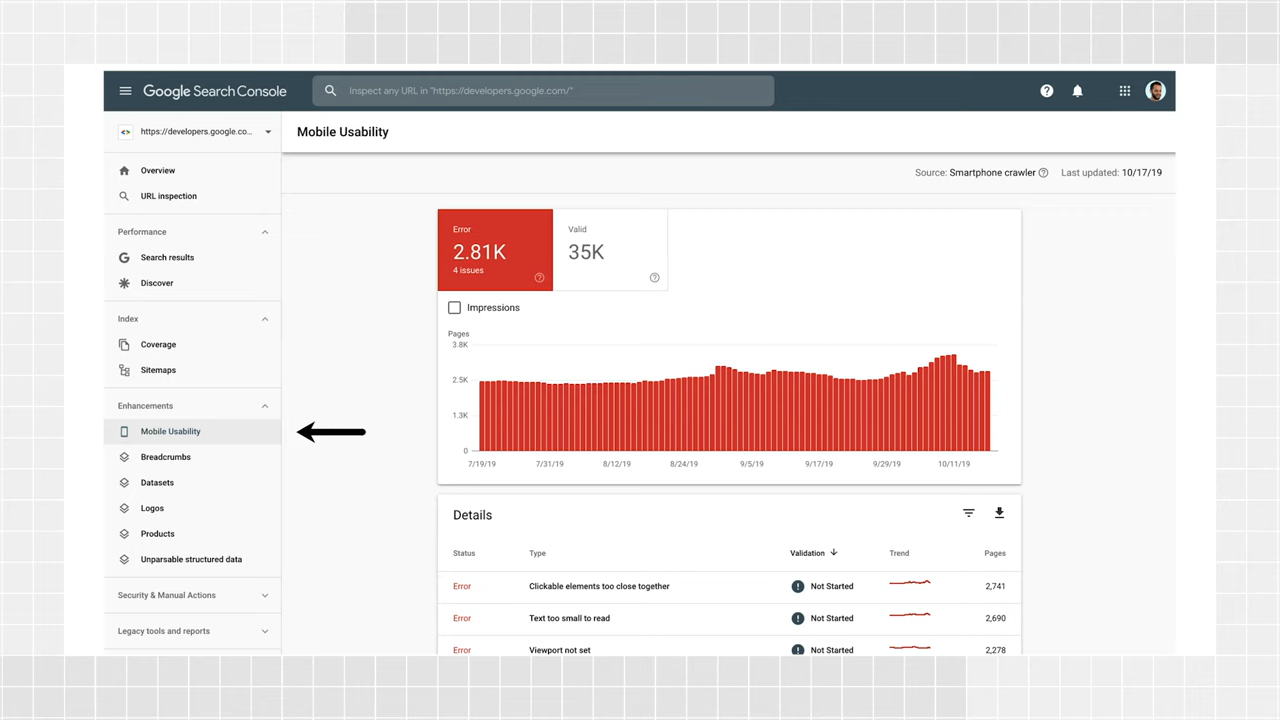 Google Search Console
Inspect any URL in "https://developers.google.com/"
https://developers.google.co...
Mobile Usability
Overview
URL inspection
Performance
Search results
Discover
Index
Coverage
Sitemaps
Enhancements
Mobile Usability
Breadcrumbs
Datasets
Logos
Products
Unparsable structured data
Security & Manual Actions
Legacy tools and reports
Source: Smartphone crawler Last updated: 10/17/19
Error
2.81K
4 issues
Valid
35K
Impressions
Pages
3.8K
2.5K
1.3K
0
7/19/19 7/31/19 8/12/19 8/24/19 9/5/19 9/17/19 9/29/19 10/11/19
Details
Status Type Validation Trend Pages
Error Clickable elements too close together Not Started 2,741
Error Text too small to read Not Started 2,690
Error Viewport not set Not Started 2,278